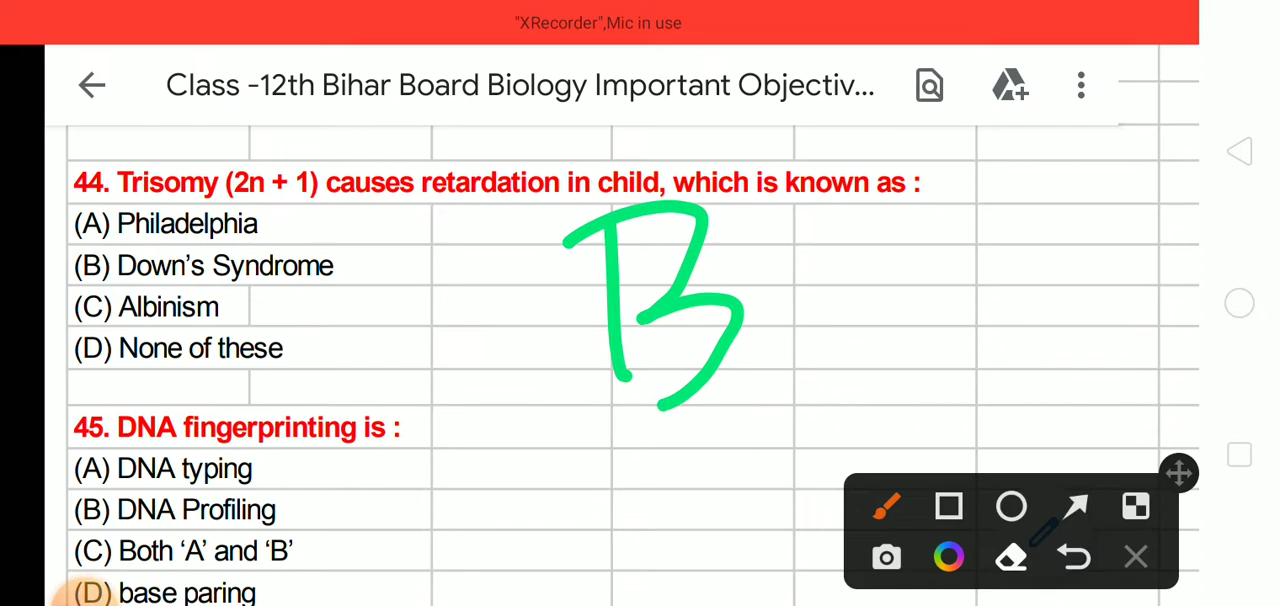 "XRecorder",Mic in use
Class -12th Bihar Board Biology Important Objectiv...
44. Trisomy (2n + 1) causes retardation in child, which is known as :
(A) Philadelphia
(B) Down’s Syndrome
(C) Albinism
(D) None of these
B
45. DNA fingerprinting is :
(A) DNA typing
(B) DNA Profiling
(C) Both ‘A’ and ‘B’
(D) base paring